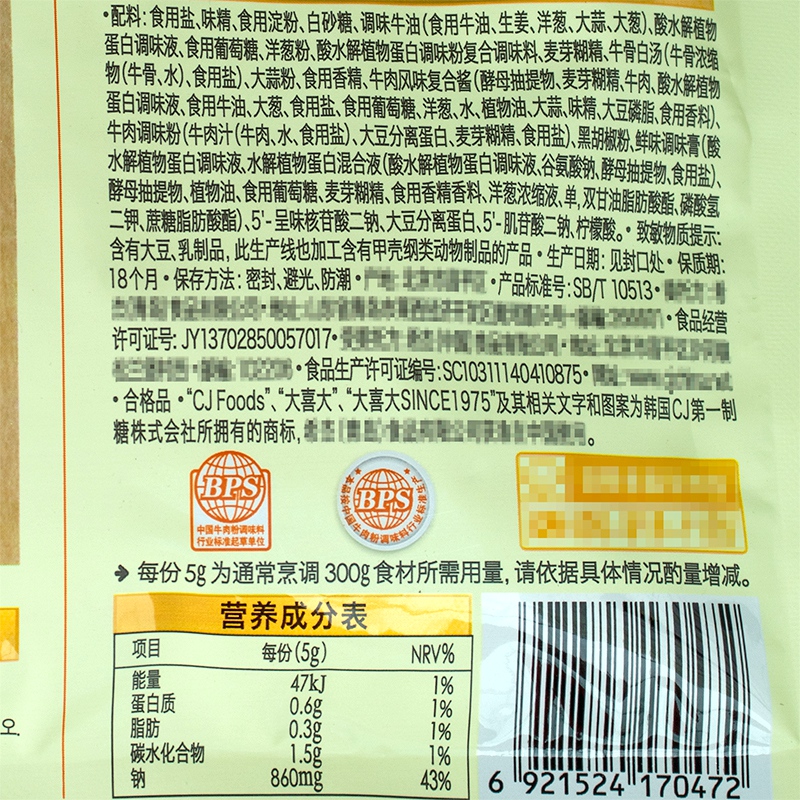 •配料:食用盐、味精、食用淀粉、白砂糖、调味牛油(食用牛油、生姜、洋葱、大蒜、大葱)、酸水解植物
蛋白调味液、食用葡萄糖、洋葱粉、酸水解植物蛋白调味粉复合调味料、麦芽糊精、牛骨白汤(牛骨浓缩
物(牛骨、水)、食用盐)、大蒜粉、食用香精、牛肉风味复合酱(酵母抽提物、麦芽糊精、牛肉、酸水解植物
蛋白调味液、食用牛油、大葱、食用盐、食用葡萄糖、洋葱、水、植物油、大蒜、味精、大豆磷脂、食用香料)、
牛肉调味粉(牛肉汁(牛肉、水、食用盐)、大豆分离蛋白、麦芽糊精、食用盐)、黑胡椒粉、鲜味调味膏(酸
水解植物蛋白调味液、水解植物蛋白混合液(酸水解植物蛋白调味液、谷氨酸钠、酵母抽提物、食用盐)、
酵母抽提物、植物油、食用葡萄糖、麦芽糊精、食用香精香料、洋葱浓缩液、单,双甘油脂肪酸酯、磷酸氢
二钾、蔗糖脂肪酸酯)、5'-呈味核苷酸二钠、大豆分离蛋白、5'-肌苷酸二钠、柠檬酸。•致敏物质提示:
含有大豆、乳制品,此生产线也加工含有甲壳纲类动物制品的产品•生产日期:见封口处•保质期:
18个月•保存方法:密封、避光、防潮• •产品标准号:SB/T 10513•
•食品经营
许可证号:JY13702850057017•
•食品生产许可证编号:SC10311140410875•
•合格品•“CJ Foods”、“大喜大”、“大喜大SINCE1975”及其相关文字和图案为韩国CJ第一制
糖株式会社所拥有的商标, 。
BPS
中国牛肉粉调味料
行业标准起草单位
BPS
本品按中国牛肉粉调味料行业标准生产
每份5g为通常烹调300g食材所需用量,请依据具体情况酌量增减。
营养成分表
项目 每份(5g) NRV%
能量 47kJ 1%
蛋白质 0.6g 1%
脂肪 0.3g 1%
碳水化合物 1.5g 1%
钠 860mg 43%
6 921524 170472
오.